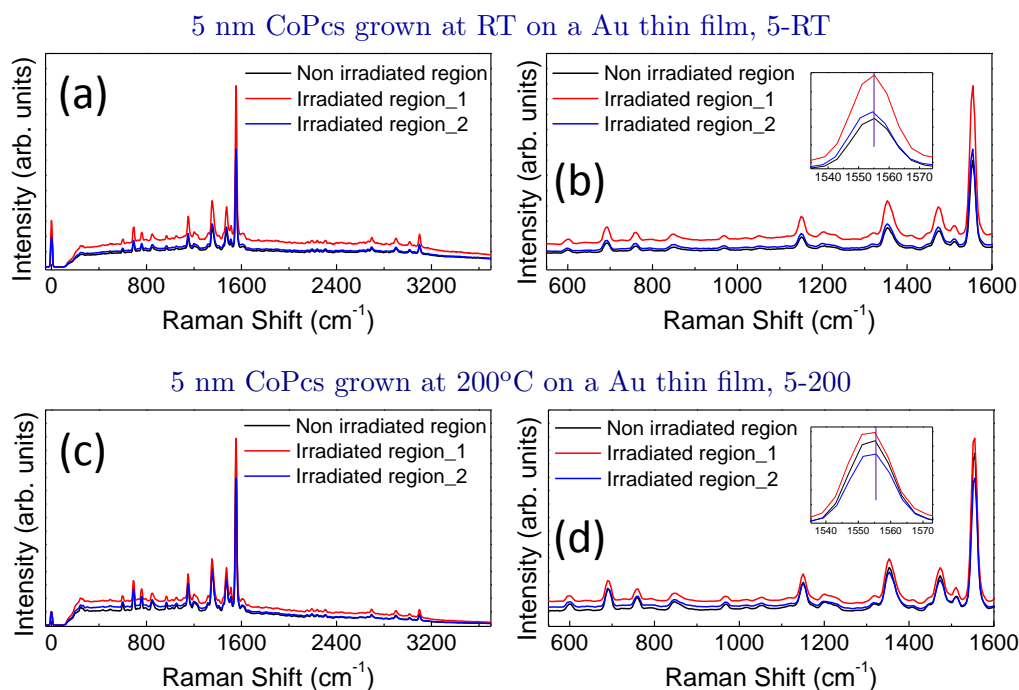 5 nm CoPcs grown at RT on a Au thin film, 5-RT
(a)
Non irradiated region
Irradiated region_1
Irradiated region_2
Intensity (arb. units)
0 800 1600 2400 3200
Raman Shift (cm⁻¹)
(b)
Non irradiated region
Irradiated region_1
Irradiated region_2
1540 1550 1560 1570
Intensity (arb. units)
600 800 1000 1200 1400 1600
Raman Shift (cm⁻¹)
5 nm CoPcs grown at 200°C on a Au thin film, 5-200
(c)
Non irradiated region
Irradiated region_1
Irradiated region_2
Intensity (arb. units)
0 800 1600 2400 3200
Raman Shift (cm⁻¹)
(d)
Non irradiated region
Irradiated region_1
Irradiated region_2
1540 1550 1560 1570
Intensity (arb. units)
600 800 1000 1200 1400 1600
Raman Shift (cm⁻¹)